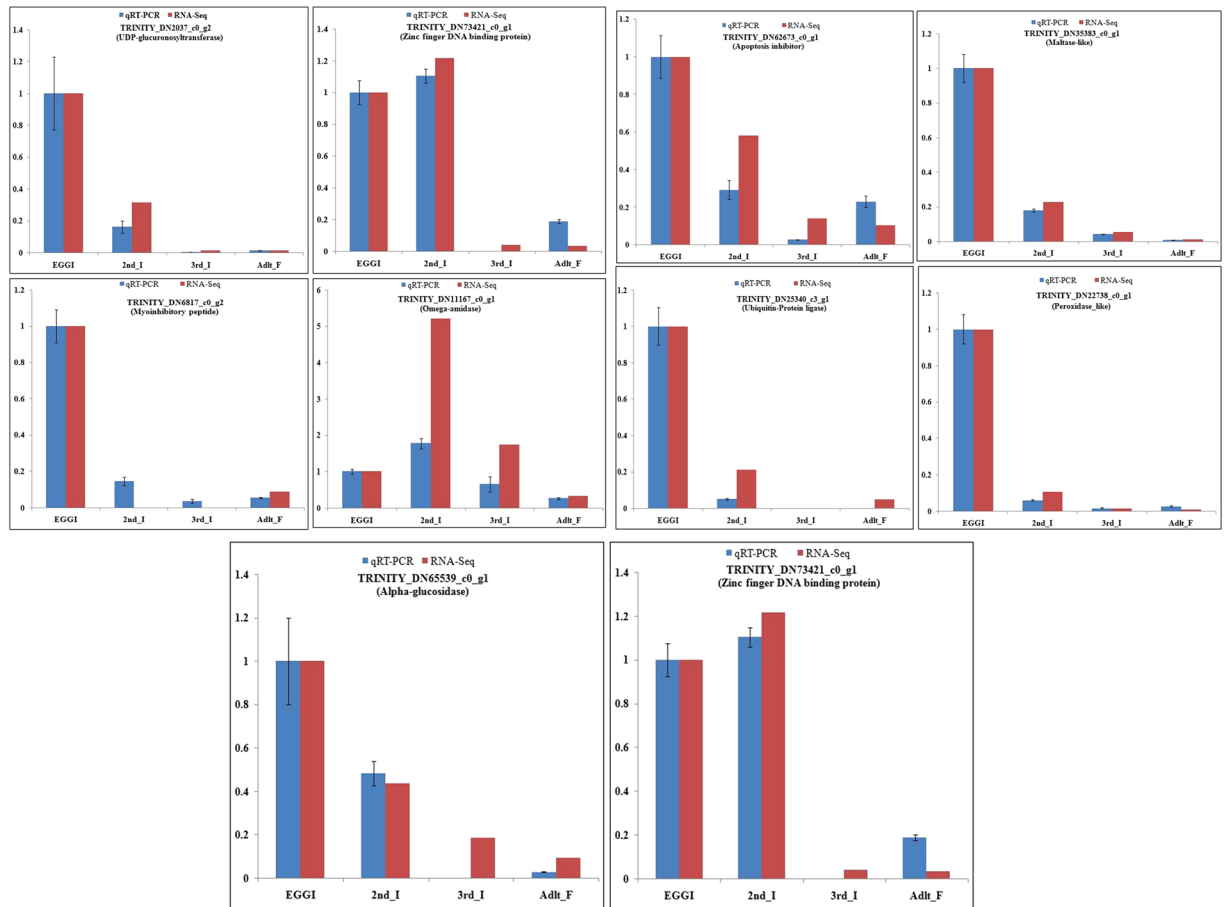 qRT-PCR RNA-Seq
TRINITY_DN2037_c0_g2
(UDP-glucuronosyltransferase)
1.4
1.2
1
0.8
0.6
0.4
0.2
0
EGGI 2nd_I 3rd_I Adlt_F
qRT-PCR RNA-Seq
TRINITY_DN73421_c0_g1
(Zinc finger DNA binding protein)
1.4
1.2
1
0.8
0.6
0.4
0.2
0
EGGI 2nd_I 3rd_I Adlt_F
qRT-PCR RNA-Seq
TRINITY_DN62673_c0_g1
(Apoptosis inhibitor)
1.2
1
0.8
0.6
0.4
0.2
0
EGGI 2nd_I 3rd_I Adlt_F
qRT-PCR RNA-Seq
TRINITY_DN35383_c0_g1
(Maltase-like)
1.2
1
0.8
0.6
0.4
0.2
0
EGGI 2nd_I 3rd_I Adlt_F
qRT-PCR RNA-Seq
TRINITY_DN6817_c0_g2
(Myoinhibitory peptide)
1.2
1
0.8
0.6
0.4
0.2
0
EGGI 2nd_I 3rd_I Adlt_F
qRT-PCR RNA-Seq
TRINITY_DN11167_c0_g1
(Omega-amidase)
6
5
4
3
2
1
0
EGGI 2nd_I 3rd_I Adlt_F
qRT-PCR RNA-Seq
TRINITY_DN25340_c3_g1
(Ubiquitin-Protein ligase)
1.2
1
0.8
0.6
0.4
0.2
0
EGGI 2nd_I 3rd_I Adlt_F
qRT-PCR RNA-Seq
TRINITY_DN22738_c0_g1
(Peroxidase_like)
1.2
1
0.8
0.6
0.4
0.2
0
EGGI 2nd_I 3rd_I Adlt_F
qRT-PCR RNA-Seq
TRINITY_DN65539_c0_g1
(Alpha-glucosidase)
1.4
1.2
1
0.8
0.6
0.4
0.2
0
EGGI 2nd_I 3rd_I Adlt_F
qRT-PCR RNA-Seq
TRINITY_DN73421_c0_g1
(Zinc finger DNA binding protein)
1.4
1.2
1
0.8
0.6
0.4
0.2
0
EGGI 2nd_I 3rd_I Adlt_F